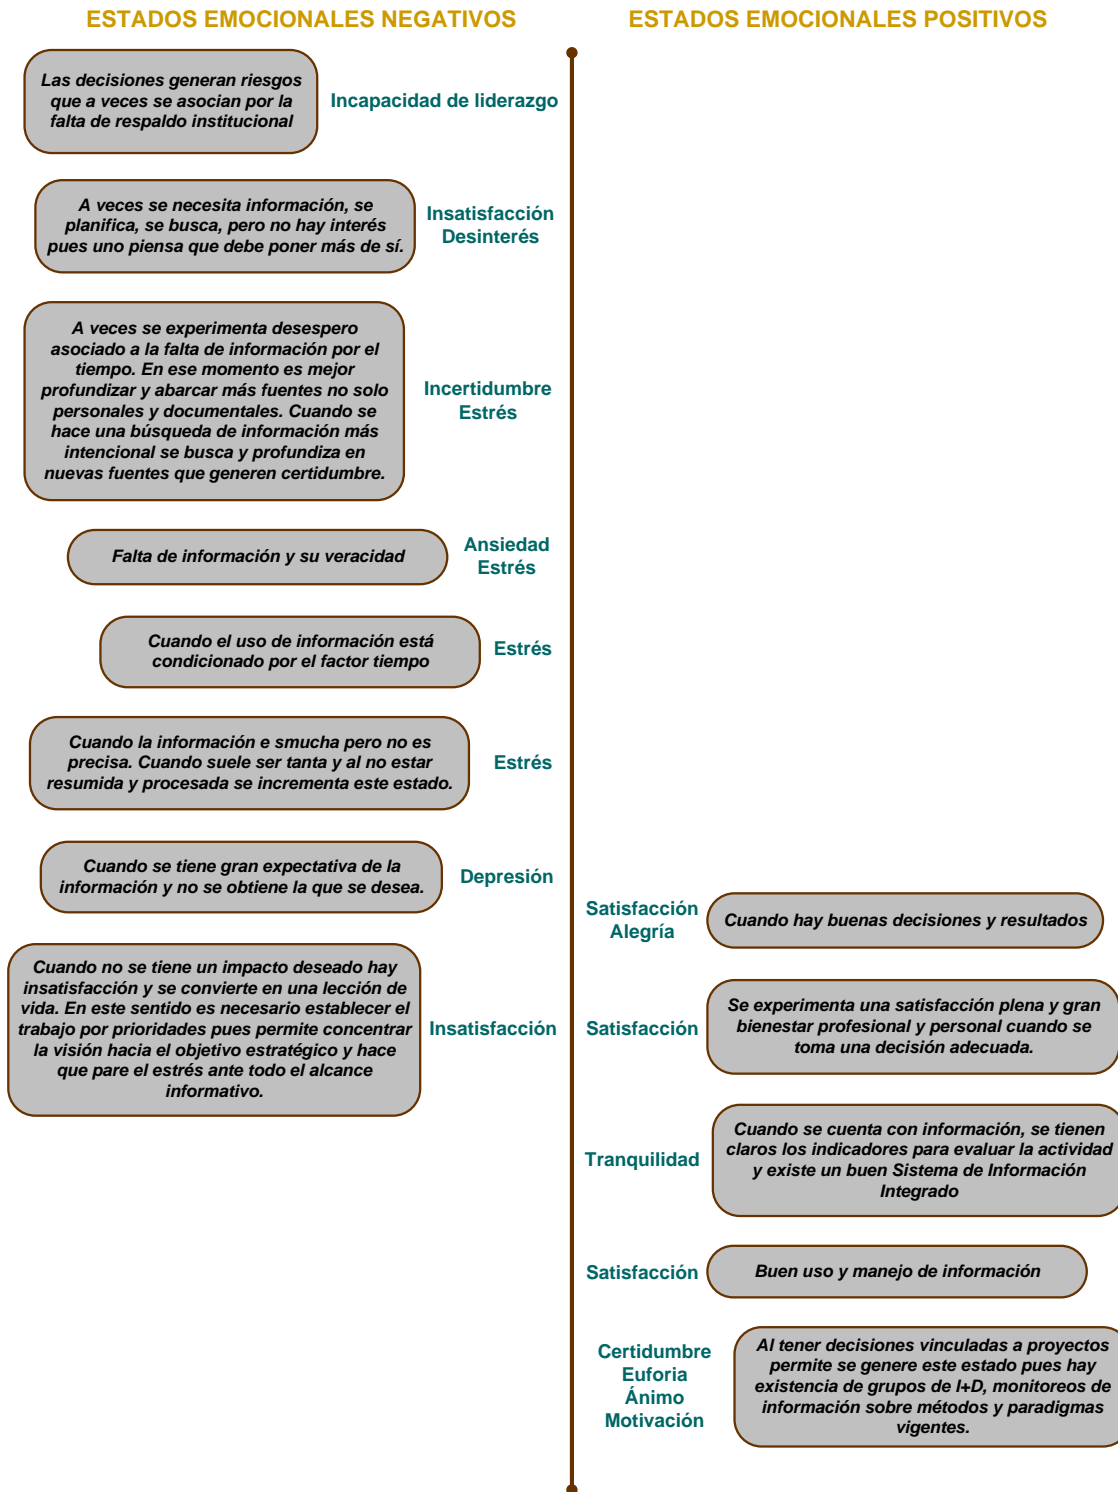 ESTADOS EMOCIONALES NEGATIVOS
ESTADOS EMOCIONALES POSITIVOS
Las decisiones generan riesgos
que a veces se asocian por la
falta de respaldo institucional
Incapacidad de liderazgo
A veces se necesita información, se
planifica, se busca, pero no hay interés
pues uno piensa que debe poner más de sí.
Insatisfacción
Desinterés
A veces se experimenta desespero
asociado a la falta de información por el
tiempo. En ese momento es mejor
profundizar y abarcar más fuentes no solo
personales y documentales. Cuando se
hace una búsqueda de información más
intencional se busca y profundiza en
nuevas fuentes que generen certidumbre.
Incertidumbre
Estrés
Falta de información y su veracidad
Ansiedad
Estrés
Cuando el uso de información está
condicionado por el factor tiempo
Estrés
Cuando la información e smucha pero no es
precisa. Cuando suele ser tanta y al no estar
resumida y procesada se incrementa este estado.
Estrés
Cuando se tiene gran expectativa de la
información y no se obtiene la que se desea.
Depresión
Satisfacción
Alegría
Cuando hay buenas decisiones y resultados
Cuando no se tiene un impacto deseado hay
insatisfacción y se convierte en una lección de
vida. En este sentido es necesario establecer el
trabajo por prioridades pues permite concentrar
la visión hacia el objetivo estratégico y hace
que pare el estrés ante todo el alcance
informativo.
Insatisfacción
Satisfacción
Se experimenta una satisfacción plena y gran
bienestar profesional y personal cuando se
toma una decisión adecuada.
Tranquilidad
Cuando se cuenta con información, se tienen
claros los indicadores para evaluar la actividad
y existe un buen Sistema de Información
Integrado
Satisfacción
Buen uso y manejo de información
Certidumbre
Euforia
Ánimo
Motivación
Al tener decisiones vinculadas a proyectos
permite se genere este estado pues hay
existencia de grupos de I+D, monitoreos de
información sobre métodos y paradigmas
vigentes.